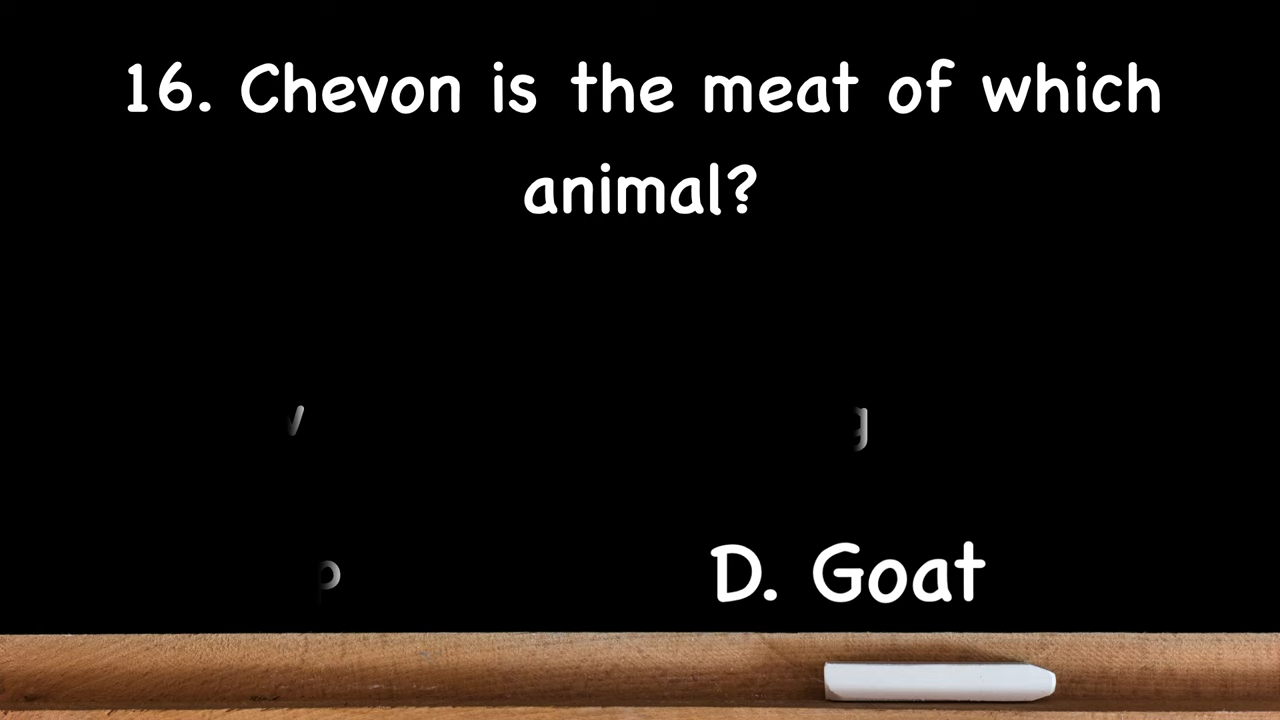 16. Chevon is the meat of which
animal?
D. Goat